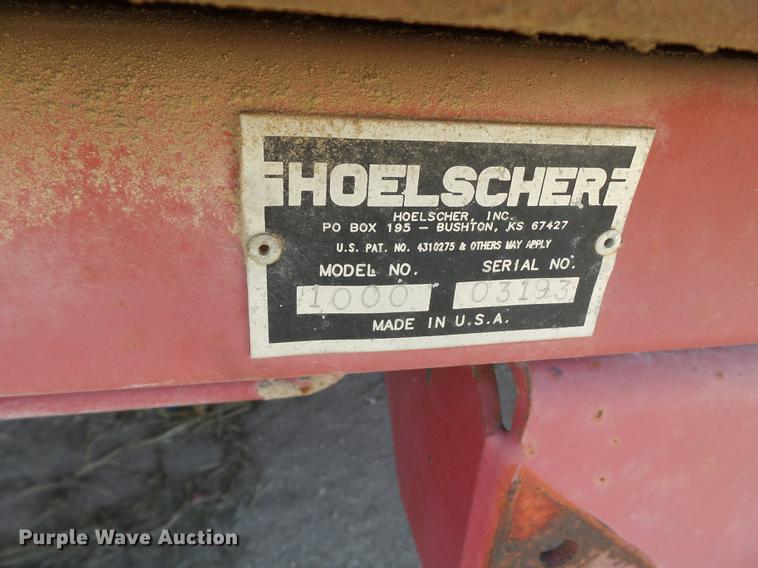 HOELSCHER
HOELSCHER, INC.
PO BOX 195 – BUSHTON, KS 67427
U.S. PAT. NO. 4310275 & OTHERS MAY APPLY
MODEL NO. SERIAL NO.
1000 03193
MADE IN U.S.A.
Purple Wave Auction